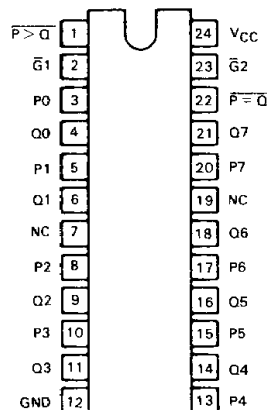 P̅ ̅>̅ ̅Q̅ 1 24 VCC
G̅1 2 23 G̅2
P0 3 22 P̅ ̅=̅ ̅Q̅
Q0 4 21 Q7
P1 5 20 P7
Q1 6 19 NC
NC 7 18 Q6
P2 8 17 P6
Q2 9 16 Q5
P3 10 15 P5
Q3 11 14 Q4
GND 12 13 P4